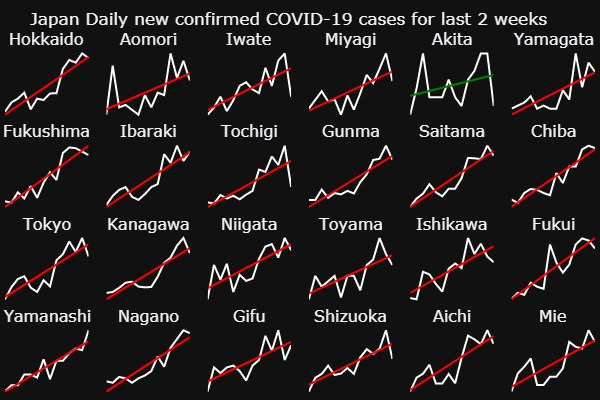 Japan Daily new confirmed COVID-19 cases for last 2 weeks
Hokkaido Aomori Iwate Miyagi Akita Yamagata
Fukushima Ibaraki Tochigi Gunma Saitama Chiba
Tokyo Kanagawa Niigata Toyama Ishikawa Fukui
Yamanashi Nagano Gifu Shizuoka Aichi Mie